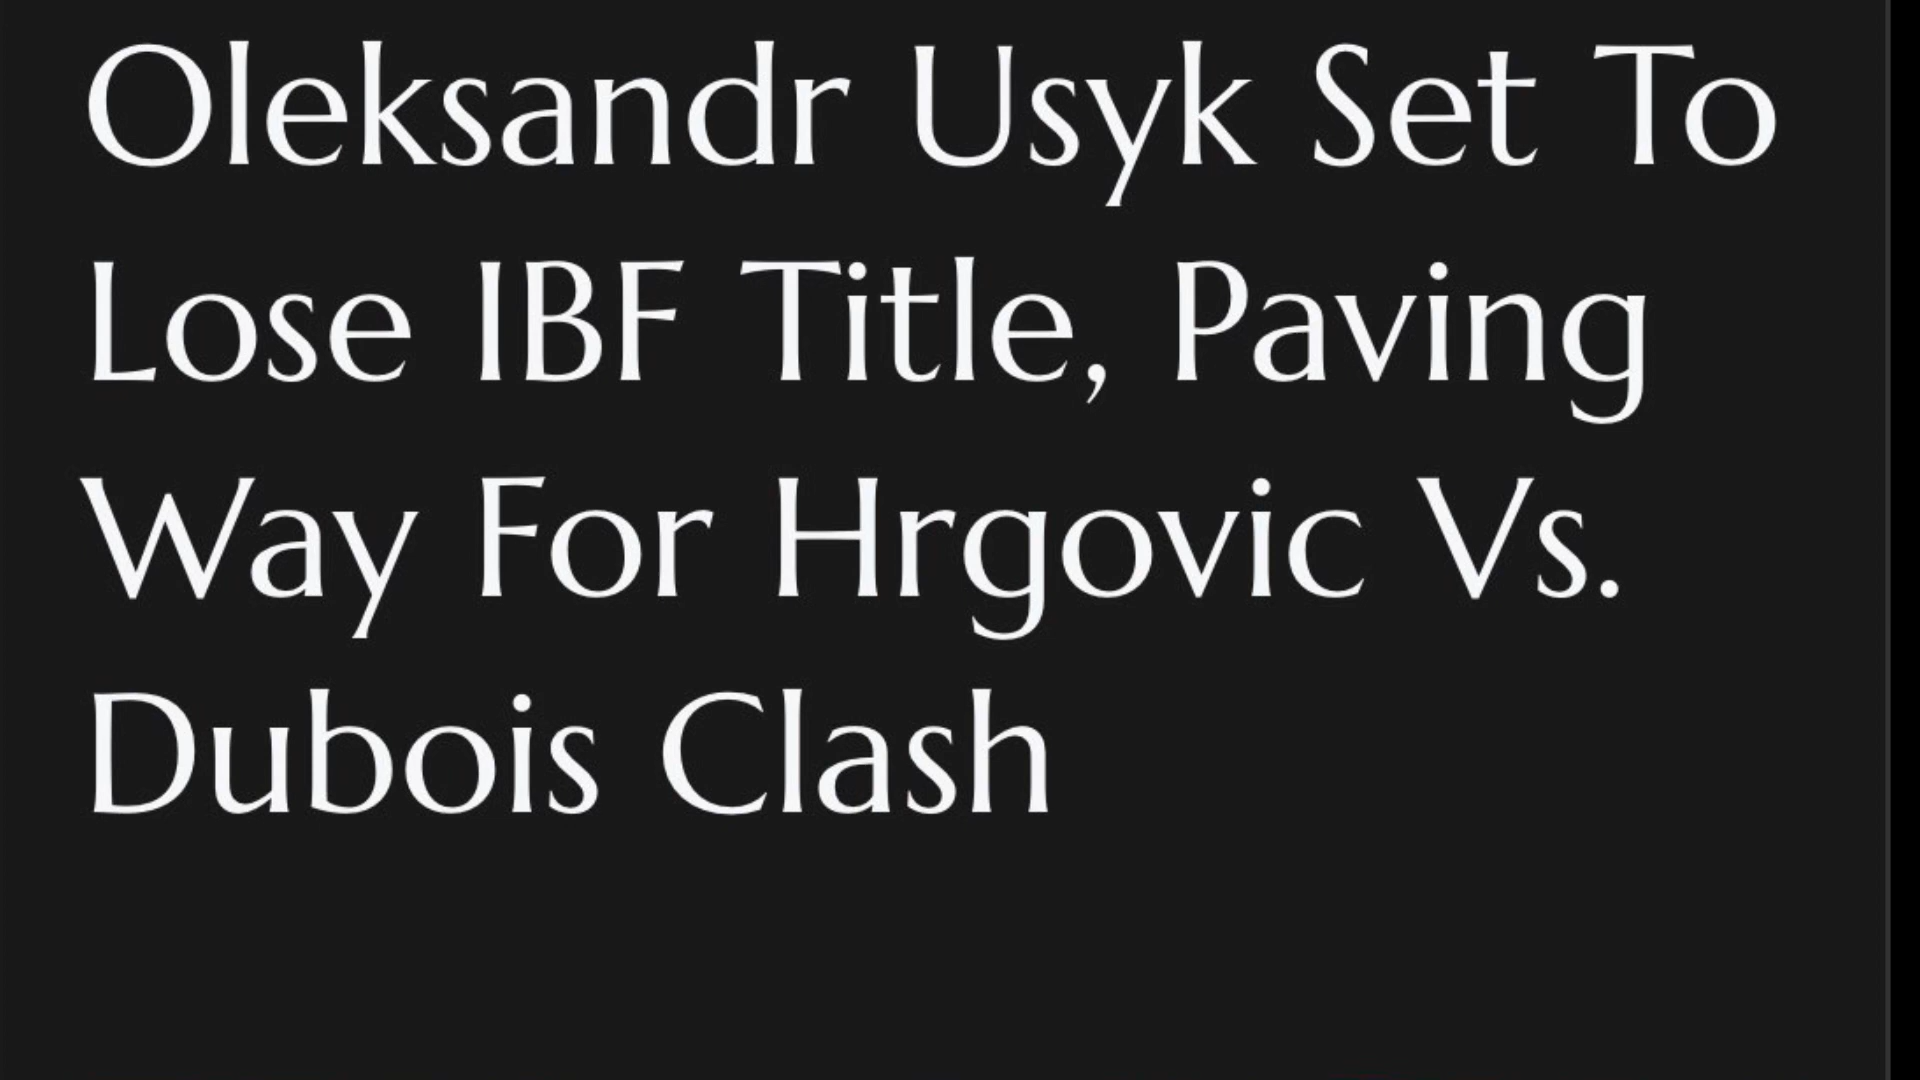 Oleksandr Usyk Set To
Lose IBF Title, Paving
Way For Hrgovic Vs.
Dubois Clash